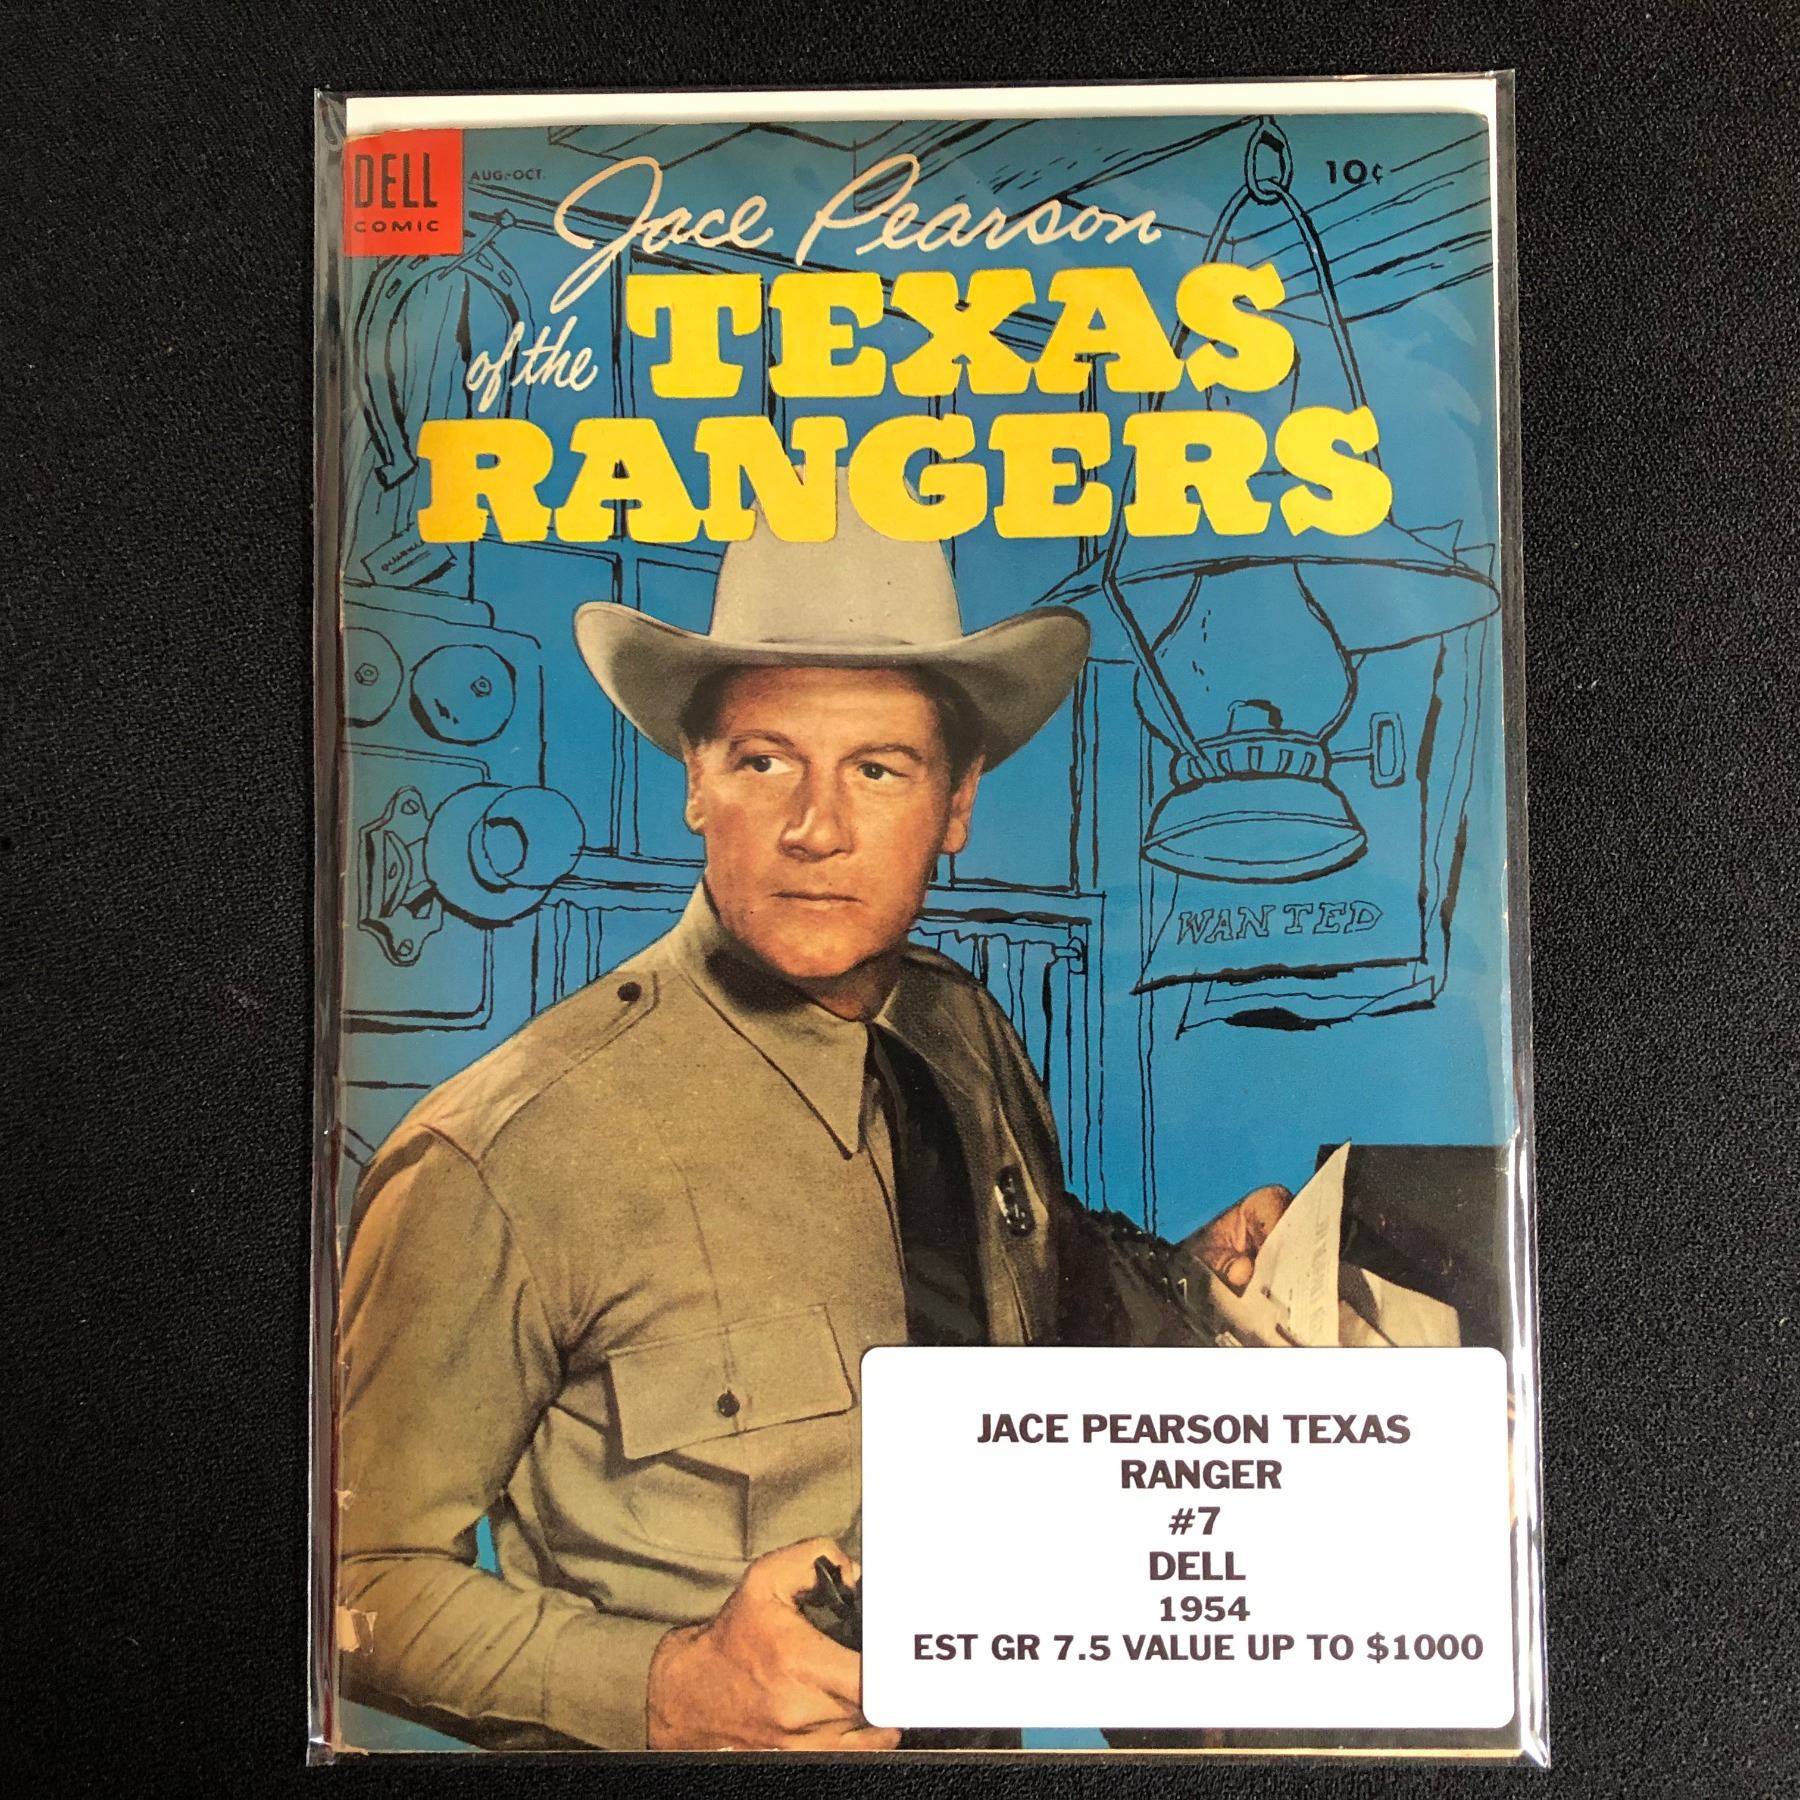 DELL
COMIC
AUG.-OCT.
10¢
Jace Pearson
of the TEXAS
RANGERS
WANTED
JACE PEARSON TEXAS
RANGER
#7
DELL
1954
EST GR 7.5 VALUE UP TO $1000